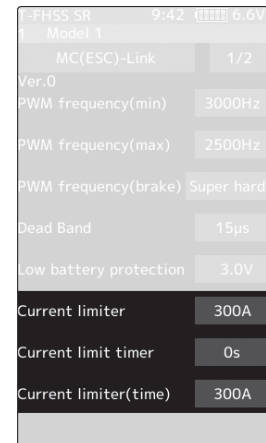 T-FHSS SR 9:42 6.6V
1 Model 1
MC(ESC)-Link 1/2
Ver.0
PWM frequency(min) 3000Hz
PWM frequency(max) 2500Hz
PWM frequency(brake) Super hard
Dead Band 15µs
Low battery protection 3.0V
Current limiter 300A
Current limit timer 0s
Current limiter(time) 300A